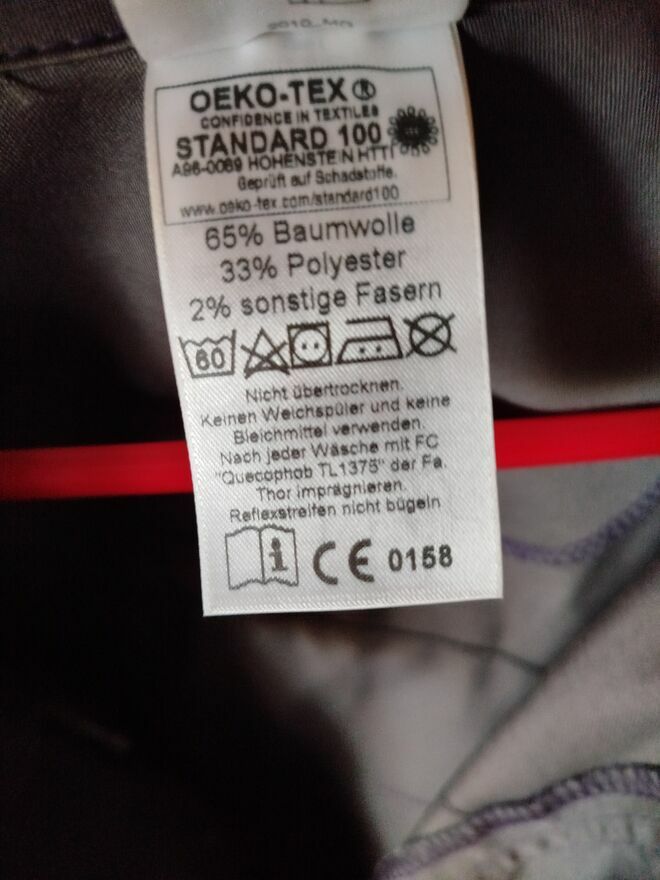 OEKO-TEX ®
CONFIDENCE IN TEXTILES
STANDARD 100
A96-0069 HOHENSTEIN HTTI
Geprüft auf Schadstoffe.
www.oeko-tex.com/standard100
65% Baumwolle
33% Polyester
2% sonstige Fasern
60
Nicht übertrocknen.
Keinen Weichspüler und keine
Bleichmittel verwenden.
Nach jeder Wäsche mit FC
"Quecophob TL1375" der Fa.
Thor imprägnieren.
Reflexstreifen nicht bügeln
i CE 0158